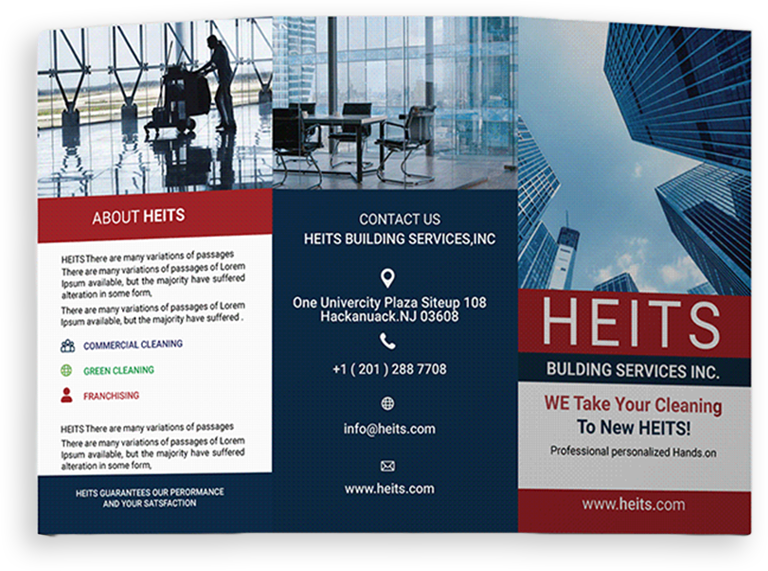 ABOUT HEITS
HEITS There are many variations of passages
There are many variations of passages of Lorem
Ipsum available, but the majority have suffered
alteration in some form,
There are many variations of passages of Lorem
Ipsum available, but the majority have suffered .
COMMERCIAL CLEANING
GREEN CLEANING
FRANCHISING
HEITS There are many variations of passages
There are many variations of passages of Lorem
Ipsum available, but the majority have suffered
alteration in some form,
HEITS GUARANTEES OUR PERORMANCE
AND YOUR SATSFACTION
CONTACT US
HEITS BUILDING SERVICES,INC
One Univercity Plaza Siteup 108
Hackanuack.NJ 03608
+1 ( 201 ) 288 7708
info@heits.com
www.heits.com
HEITS
BULDING SERVICES INC.
WE Take Your Cleaning
To New HEITS!
Professional personalized Hands.on
www.heits.com